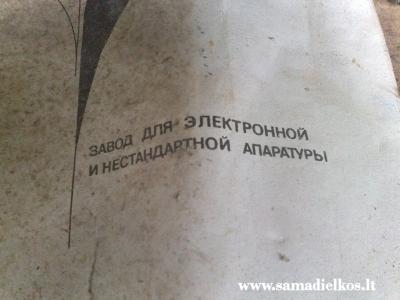 ЗАВОД ДЛЯ ЭЛЕКТРОННОЙ
И НЕСТАНДАРТНОЙ АПАРАТУРЫ
www.samadielkos.lt